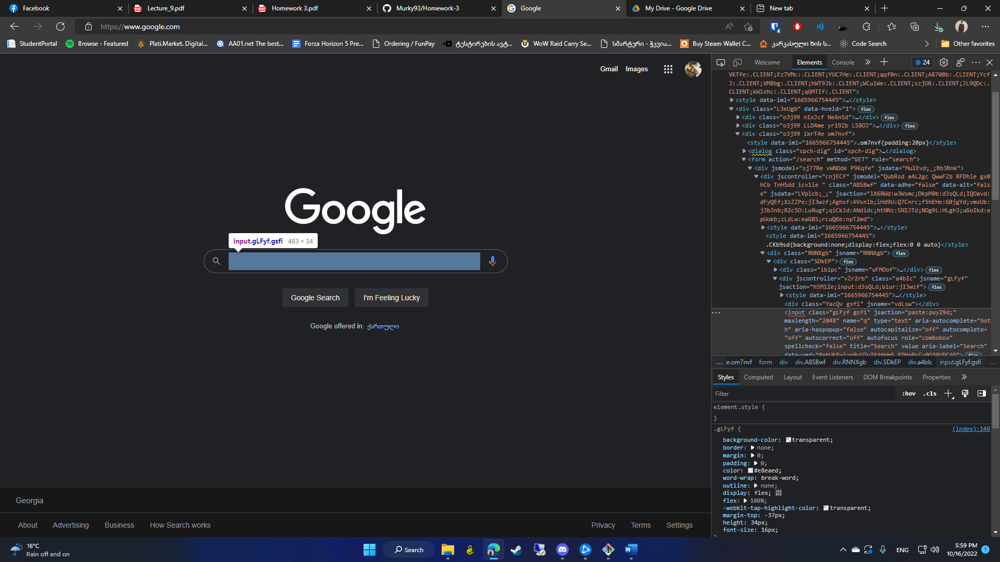 Facebook
Lecture_9.pdf
Homework 3.pdf
Murky93/Homework-3
Google
My Drive - Google Drive
New tab
https://www.google.com
4
StudentPortal
Browse - Featured
Plati.Market. Digital...
AA01.net The best...
Forza Horizon 5 Pre...
Ordering / FunPay
ტესტირების ავტ...
WoW Raid Carry Se...
სმარტერი - ჭკვია...
Buy Steam Wallet C...
კარკასული ხის ს...
Code Search
Other favorites
Gmail
Images
Google
input.gLFyf.gsfi 483 × 34
Google Search
I'm Feeling Lucky
Google offered in: ქართული
Georgia
About
Advertising
Business
How Search works
Privacy
Terms
Settings
Welcome
Elements
Console
24
VKTfe:.CLIENT;Ez7VMc:.CLIENT;YUC7He:.CLIENT;qqf0n:.CLIENT;A8708b:.CLIENT;Ycf
J:.CLIENT;VM8bg:.CLIENT;hWT9Jb:.CLIENT;WCulWe:.CLIENT;szjOR:.CLIENT;JL9QDc:.
CLIENT;kWlxhc:.CLIENT;qGMTIf:.CLIENT">
<style data-iml="1665966754445">…</style>
<div class="L3eUgb" data-hveid="1"> flex
<div class="o3j99 n1xJcf Ne6nSd">…</div> flex
<div class="o3j99 LLD4me yr19Zb LS8OJ">…</div> flex
<div class="o3j99 ikrT4e om7nvf">
<style data-iml="1665966754445">.om7nvf{padding:20px}</style>
<dialog class="spch-dlg" id="spch-dlg">…</dialog>
<form action="/search" method="GET" role="search">
<div jsmodel="sj77Re vWNDde P9Kqfe" jsdata="MuIEvd;_;Bb3Bnk">
<div jscontroller="cnjECf" jsmodel="QubRsd a4L2gc QwwFZb BFDhle gx0
hCb TnHSdd icv1ie " class="A8SBwf" data-adhe="false" data-alt="fals
e" jsdata="LVplcb;_;" jsaction="lX6RWd:w3Wsmc;DkpM0b:d3sQLd;IQOavd:
dFyQEf;XzZZPe:jI3wzf;Aghsf:AVsnlb;iHd9U:Q7Cnrc;f5hEHe:G0jgYd;vmxUb:
j3bJnb;R2c5O:LuRugf;qiCkJd:ANdidc;htNNz:SNIJTd;NOg9L:HLgh3;uGoIkd:e
pUokb;zLdLw:eaGBS;rcuQ6b:npT2md">
<style data-iml="1665966754445">…</style>
<style data-iml="1665966754445">
.CKb9sd{background:none;display:flex;flex:0 0 auto}</style>
<div class="RNNXgb" jsname="RNNXgb"> flex
<div class="SDkEP"> flex
<div class="iblpc" jsname="uFMOof">…</div> flex
<div jscontroller="vZr2rb" class="a4bIc" jsname="gLFyf"
jsaction="h5M12e;input:d3sQLd;blur:jI3wzf"> flex
<style data-iml="1665966754445">…</style>
<div class="YacQv gsfi" jsname="vdLsw"></div>
<input class="gLFyf gsfi" jsaction="paste:puy29d;"
maxlength="2048" name="q" type="text" aria-autocomplete="bot
h" aria-haspopup="false" autocapitalize="off" autocomplete=
"off" autocorrect="off" autofocus role="combobox"
spellcheck="false" title="Search" value aria-label="Search"
... e.om7nvf form div div.A8SBwf div.RNNXgb div.SDkEP div.a4bIc input.gLFyf.gsfi ...
Styles
Computed
Layout
Event Listeners
DOM Breakpoints
Properties
Filter
:hov .cls
element.style {
}
.gLFyf {
(index):148
background-color: transparent;
border: none;
margin: 0;
padding: 0;
color: #e8eaed;
word-wrap: break-word;
outline: none;
display: flex;
flex: 100%;
-webkit-tap-highlight-color: transparent;
margin-top: -37px;
height: 34px;
font-size: 16px;
16°C
Rain off and on
Search
ENG
5:59 PM
10/16/2022
1